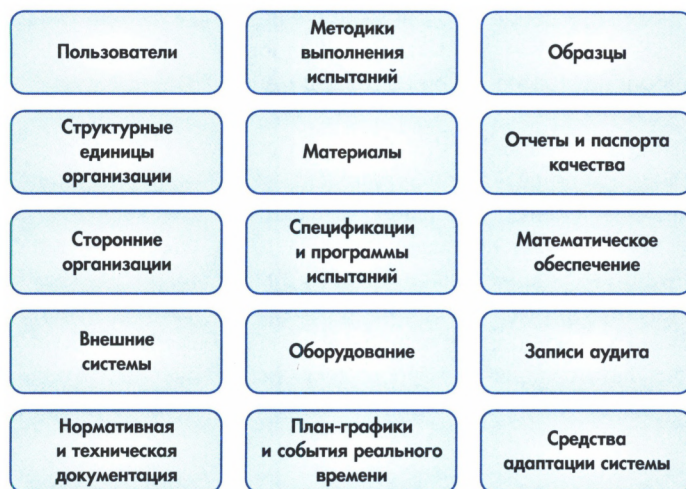 Пользователи
Методики
выполнения
испытаний
Образцы
Структурные
единицы
организации
Материалы
Отчеты и паспорта
качества
Сторонние
организации
Спецификации
и программы
испытаний
Математическое
обеспечение
Внешние
системы
Оборудование
Записи аудита
Нормативная
и техническая
документация
План-графики
и события реального
времени
Средства
адаптации системы